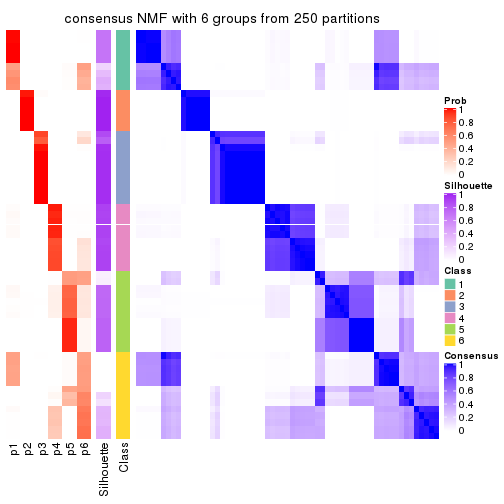 consensus NMF with 6 groups from 250 partitions
Prob
1
0.8
0.6
0.4
0.2
0
Silhouette
1
0.8
0.6
0.4
0.2
0
Class
1
2
3
4
5
6
Consensus
1
0.8
0.6
0.4
0.2
0
p1
p2
p3
p4
p5
p6
Silhouette
Class